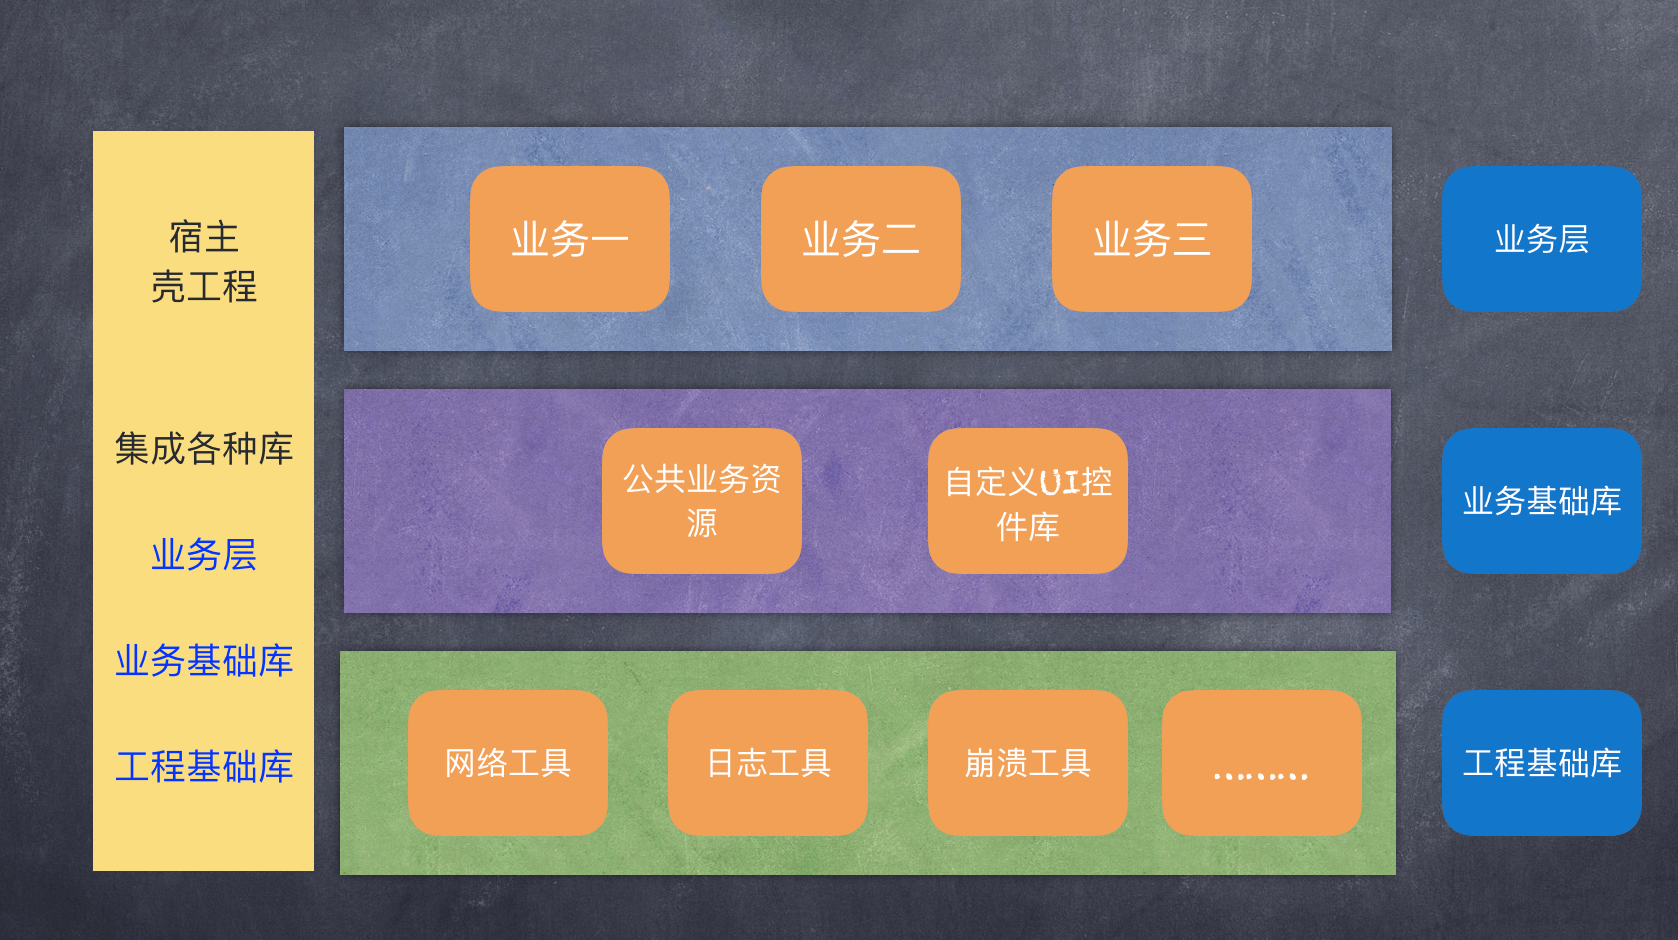 宿主
壳工程
集成各种库
业务层
业务基础库
工程基础库
业务一
业务二
业务三
业务层
公共业务资
源
自定义UI控
件库
业务基础库
网络工具
日志工具
崩溃工具
………
工程基础库